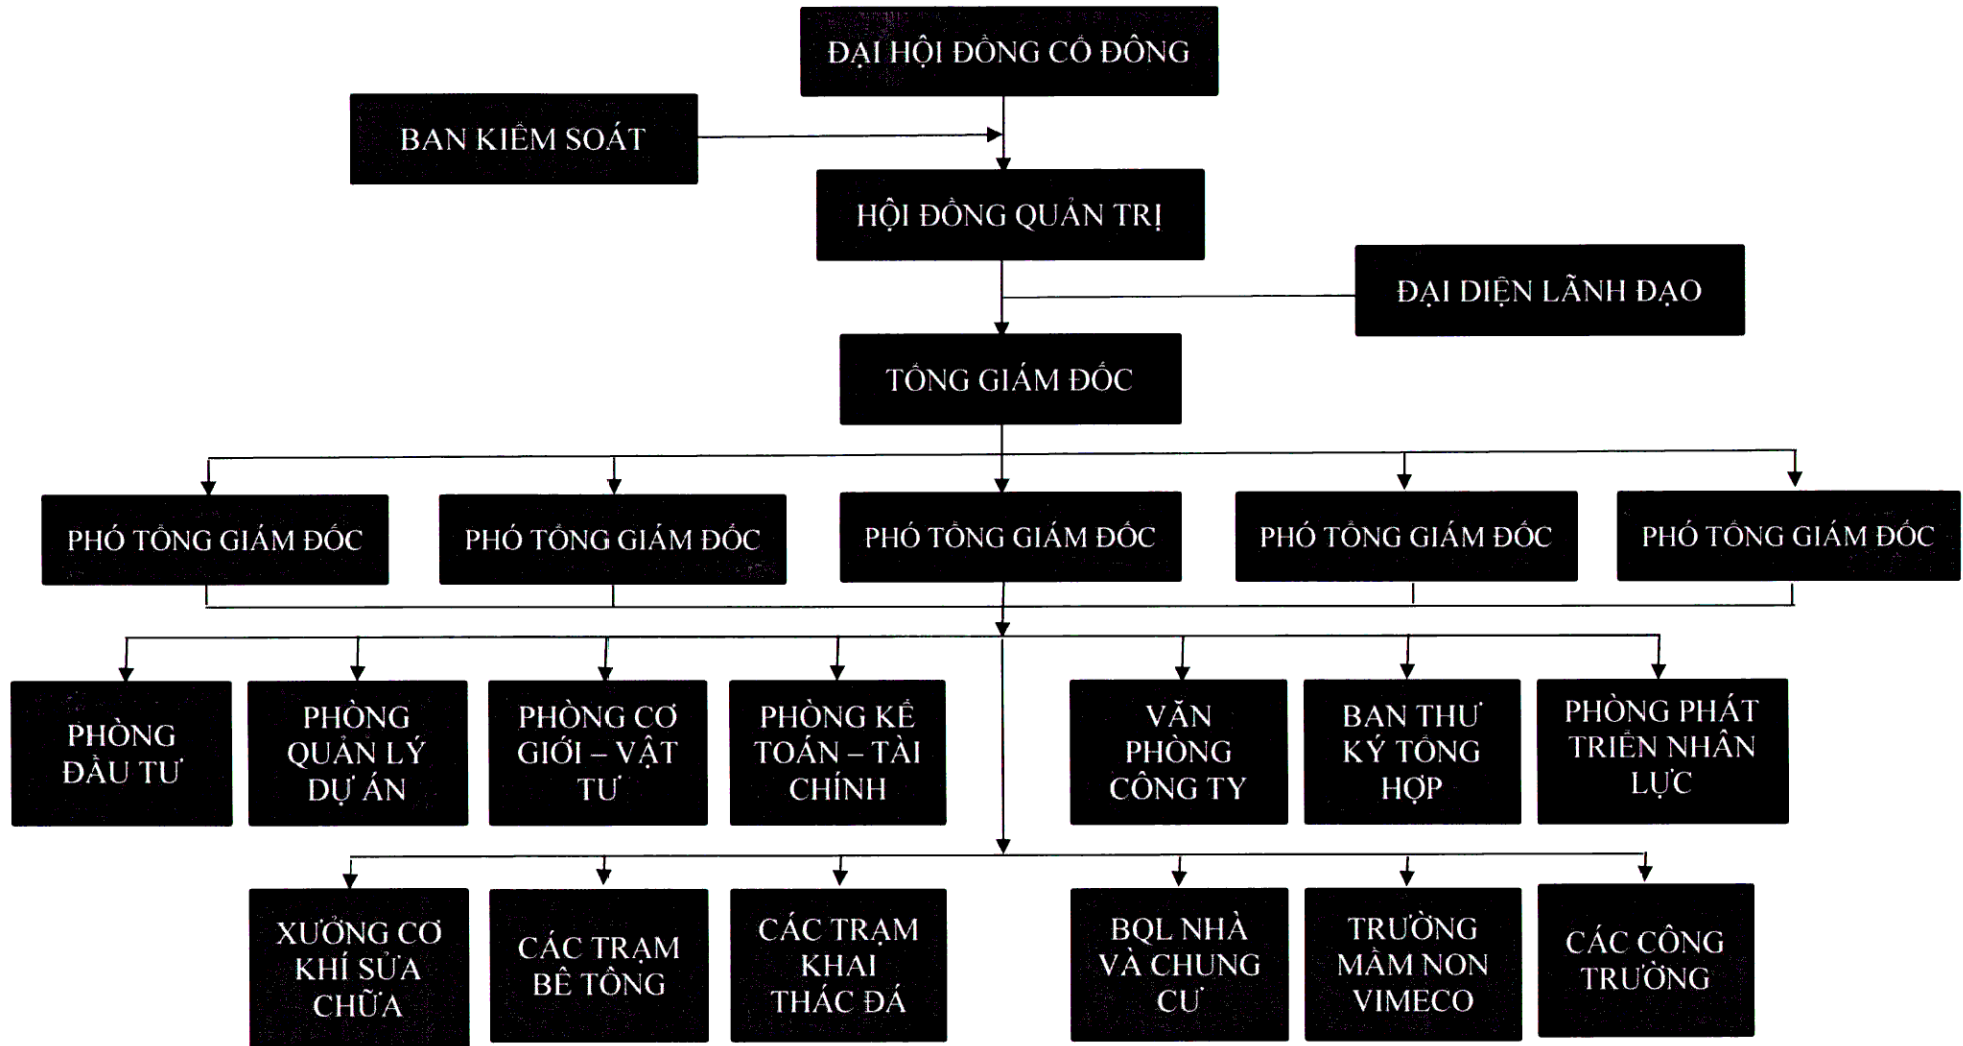 ĐẠI HỘI ĐỒNG CỔ ĐÔNG
BAN KIỂM SOÁT
HỘI ĐỒNG QUẢN TRỊ
ĐẠI DIỆN LÃNH ĐẠO
TỔNG GIÁM ĐỐC
PHÓ TỔNG GIÁM ĐỐC
PHÓ TỔNG GIÁM ĐỐC
PHÓ TỔNG GIÁM ĐỐC
PHÓ TỔNG GIÁM ĐỐC
PHÓ TỔNG GIÁM ĐỐC
PHÒNG
ĐẦU TƯ
PHÒNG
QUẢN LÝ
DỰ ÁN
PHÒNG CƠ
GIỚI – VẬT
TƯ
PHÒNG KẾ
TOÁN – TÀI
CHÍNH
VĂN
PHÒNG
CÔNG TY
BAN THƯ
KÝ TỔNG
HỢP
PHÒNG PHÁT
TRIỂN NHÂN
LỰC
XƯỞNG CƠ
KHÍ SỬA
CHỮA
CÁC TRẠM
BÊ TÔNG
CÁC TRẠM
KHAI
THÁC ĐÁ
BQL NHÀ
VÀ CHUNG
CƯ
TRƯỜNG
MẦM NON
VIMECO
CÁC CÔNG
TRƯỜNG